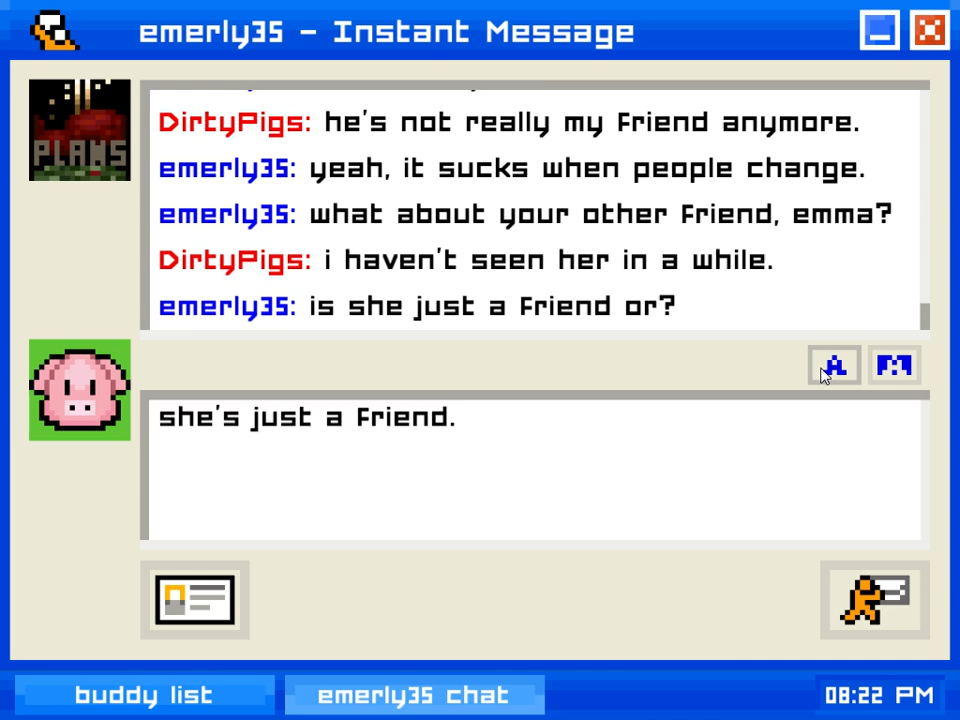 emerly35 - Instant Message
PLANS
DirtyPigs: he's not really my Friend anymore.
emerly35: yeah, it sucks when people change.
emerly35: what about your other Friend, emma?
DirtyPigs: i haven't seen her in a while.
emerly35: is she just a Friend or?
A
she's just a Friend.
buddy list
emerly35 chat
08:22 PM